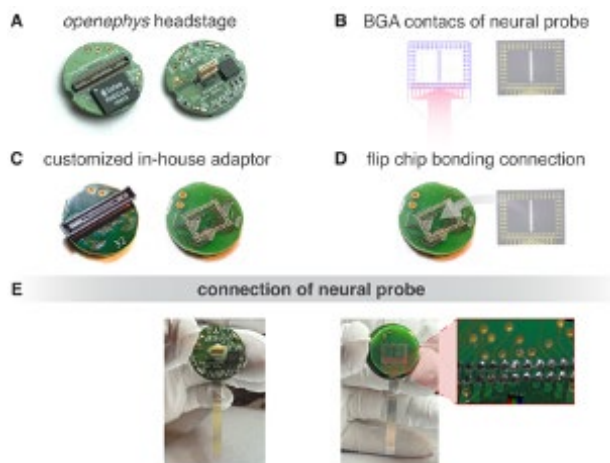 A openephys headstage
B BGA contacs of neural probe
C customized in-house adaptor
D flip chip bonding connection
E connection of neural probe